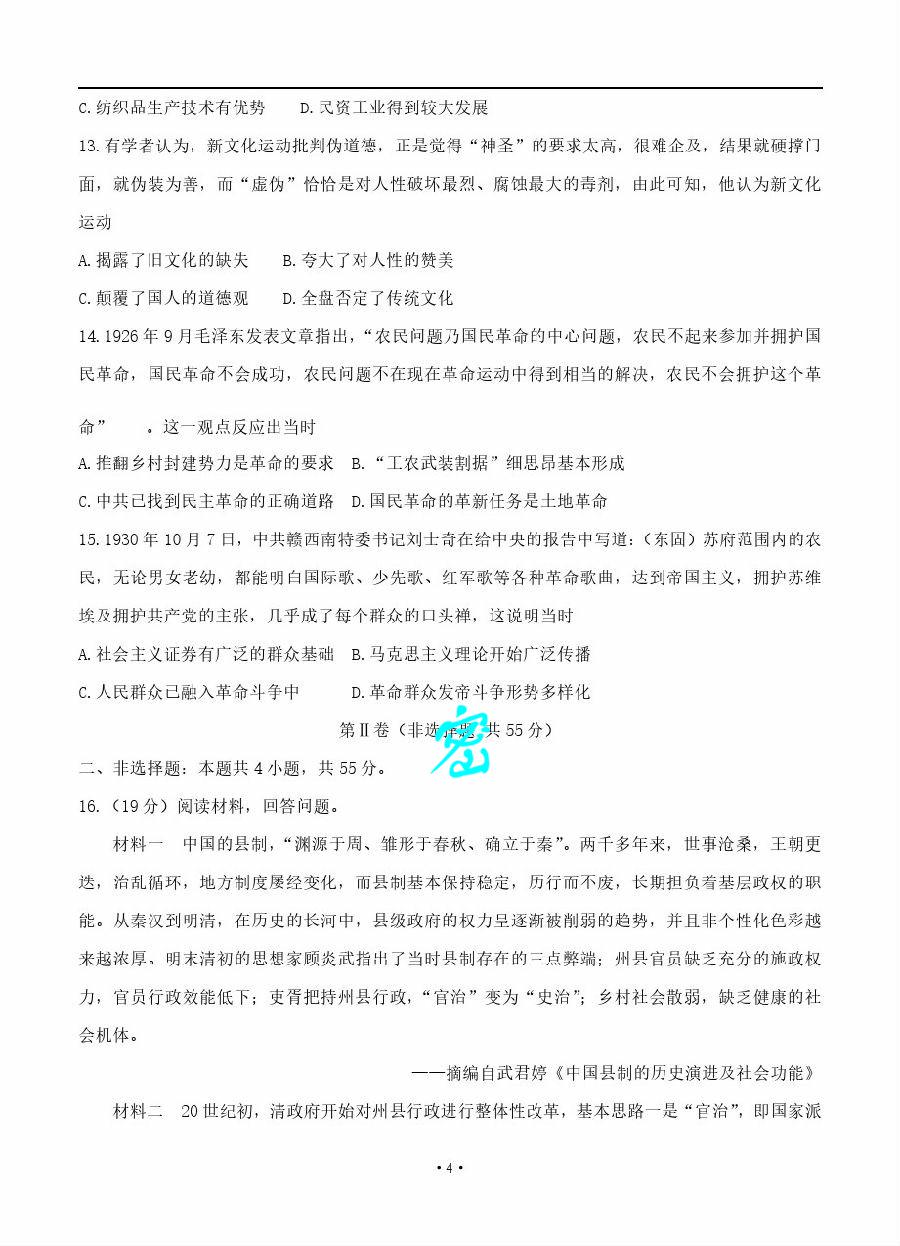 C.纺织品生产技术有优势 D.民资工业得到较大发展
13.有学者认为，新文化运动批判伪道德，正是觉得“神圣”的要求太高，很难企及，结果就硬撑门
面，就伪装为善，而“虚伪”恰恰是对人性破坏最烈、腐蚀最大的毒剂，由此可知，他认为新文化
运动
A.揭露了旧文化的缺失 B.夸大了对人性的赞美
C.颠覆了国人的道德观 D.全盘否定了传统文化
14.1926年9月毛泽东发表文章指出，“农民问题乃国民革命的中心问题，农民不起来参加并拥护国
民革命，国民革命不会成功，农民问题不在现在革命运动中得到相当的解决，农民不会拥护这个革
命” 。这一观点反应出当时
A.推翻乡村封建势力是革命的要求 B.“工农武装割据”细思昂基本形成
C.中共已找到民主革命的正确道路 D.国民革命的革新任务是土地革命
15.1930年10月7日，中共赣西南特委书记刘士奇在给中央的报告中写道：（东固）苏府范围内的农
民，无论男女老幼，都能明白国际歌、少先歌、红军歌等各种革命歌曲，达到帝国主义，拥护苏维
埃及拥护共产党的主张，几乎成了每个群众的口头禅，这说明当时
A.社会主义证券有广泛的群众基础 B.马克思主义理论开始广泛传播
C.人民群众已融入革命斗争中 D.革命群众发帝斗争形势多样化
第Ⅱ卷（非选择题 共55分）
密
二、非选择题：本题共4小题，共55分。
16.（19分）阅读材料，回答问题。
材料一 中国的县制，“渊源于周、雏形于春秋、确立于秦”。两千多年来，世事沧桑，王朝更
迭，治乱循环，地方制度屡经变化，而县制基本保持稳定，历行而不废，长期担负着基层政权的职
能。从秦汉到明清，在历史的长河中，县级政府的权力呈逐渐被削弱的趋势，并且非个性化色彩越
来越浓厚、明末清初的思想家顾炎武指出了当时县制存在的三点弊端；州县官员缺乏充分的施政权
力，官员行政效能低下；吏胥把持州县行政，“官治”变为“史治”；乡村社会散弱，缺乏健康的社
会机体。
——摘编自武君婷《中国县制的历史演进及社会功能》
材料二 20世纪初，清政府开始对州县行政进行整体性改革，基本思路一是“官治”，即国家派
·4·